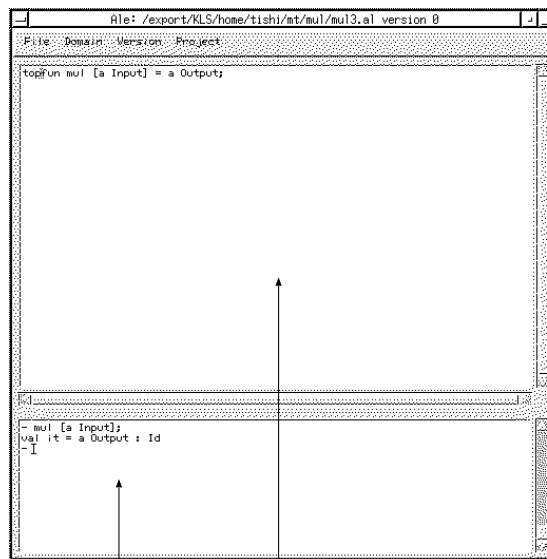 Ale: /export/KLS/home/tishi/mt/mul/mul3.al version 0
File Domain Version Project
topfun mul [a Input] = a Output;
- mul [a Input];
val it = a Output : Id
-